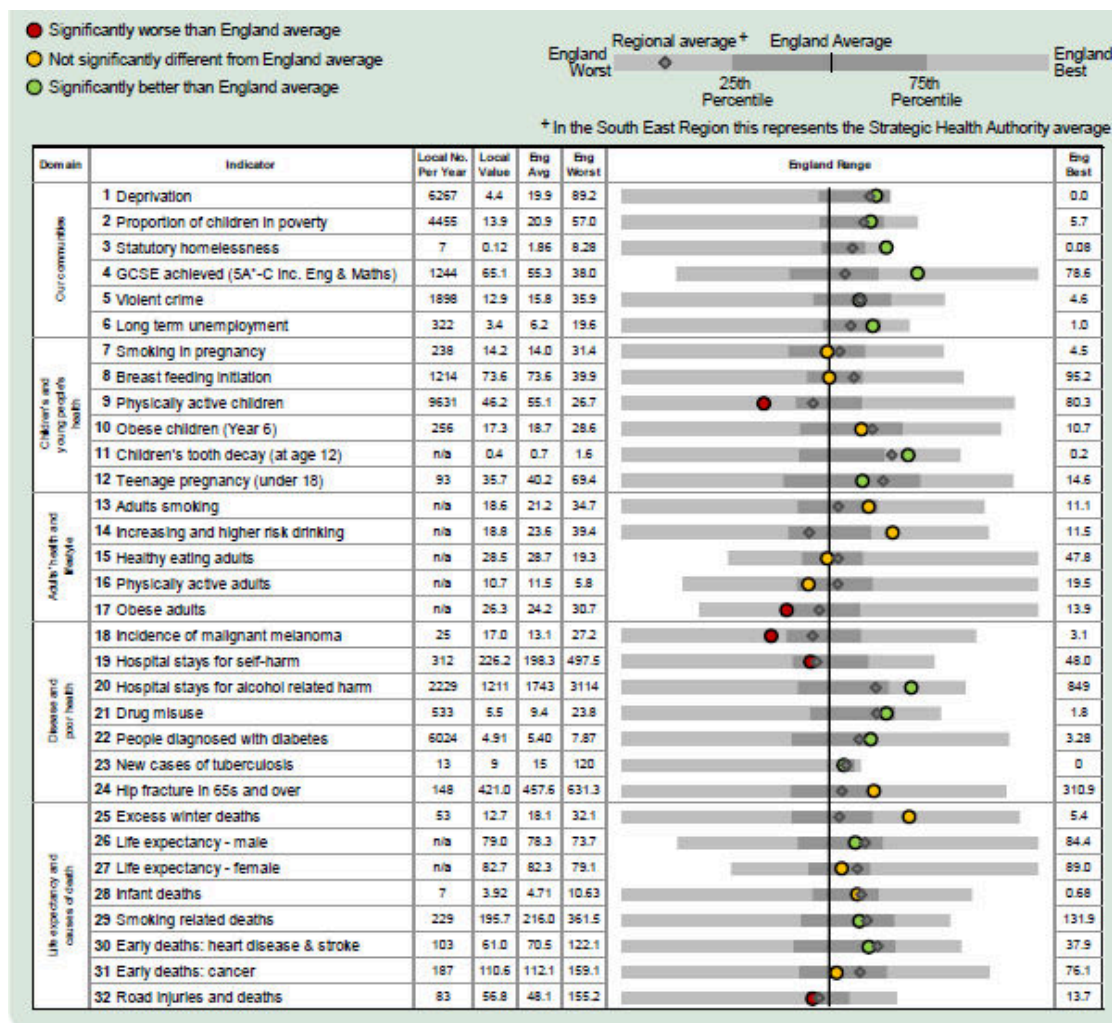 Significantly worse than England average
Not significantly different from England average
Significantly better than England average
Regional average+ England Average
England Worst
England Best
25th Percentile
75th Percentile
+ In the South East Region this represents the Strategic Health Authority average
Domain Indicator Local No. Per Year Local Value Eng Avg Eng Worst England Range Eng Best
Our communities
1 Deprivation 6267 4.4 19.9 89.2 0.0
2 Proportion of children in poverty 4455 13.9 20.9 57.0 5.7
3 Statutory homelessness 7 0.12 1.86 8.28 0.08
4 GCSE achieved (5A*-C inc. Eng & Maths) 1244 65.1 55.3 38.0 78.6
5 Violent crime 1898 12.9 15.8 35.9 4.6
6 Long term unemployment 322 3.4 6.2 19.6 1.0
Children's and young people's health
7 Smoking in pregnancy 238 14.2 14.0 31.4 4.5
8 Breast feeding initiation 1214 73.6 73.6 39.9 95.2
9 Physically active children 9631 46.2 55.1 26.7 80.3
10 Obese children (Year 6) 256 17.3 18.7 28.6 10.7
11 Children's tooth decay (at age 12) n/a 0.4 0.7 1.6 0.2
12 Teenage pregnancy (under 18) 93 35.7 40.2 69.4 14.6
Adults' health and lifestyle
13 Adults smoking n/a 18.6 21.2 34.7 11.1
14 Increasing and higher risk drinking n/a 18.8 23.6 39.4 11.5
15 Healthy eating adults n/a 28.5 28.7 19.3 47.8
16 Physically active adults n/a 10.7 11.5 5.8 19.5
17 Obese adults n/a 26.3 24.2 30.7 13.9
Disease and poor health
18 Incidence of malignant melanoma 25 17.0 13.1 27.2 3.1
19 Hospital stays for self-harm 312 226.2 198.3 497.5 48.0
20 Hospital stays for alcohol related harm 2229 1211 1743 3114 849
21 Drug misuse 533 5.5 9.4 23.8 1.8
22 People diagnosed with diabetes 6024 4.91 5.40 7.87 3.28
23 New cases of tuberculosis 13 9 15 120 0
24 Hip fracture in 65s and over 148 421.0 457.6 631.3 310.9
Life expectancy and causes of death
25 Excess winter deaths 53 12.7 18.1 32.1 5.4
26 Life expectancy - male n/a 79.0 78.3 73.7 84.4
27 Life expectancy - female n/a 82.7 82.3 79.1 89.0
28 Infant deaths 7 3.92 4.71 10.63 0.68
29 Smoking related deaths 229 195.7 216.0 361.5 131.9
30 Early deaths: heart disease & stroke 103 61.0 70.5 122.1 37.9
31 Early deaths: cancer 187 110.6 112.1 159.1 76.1
32 Road injuries and deaths 83 56.8 48.1 155.2 13.7